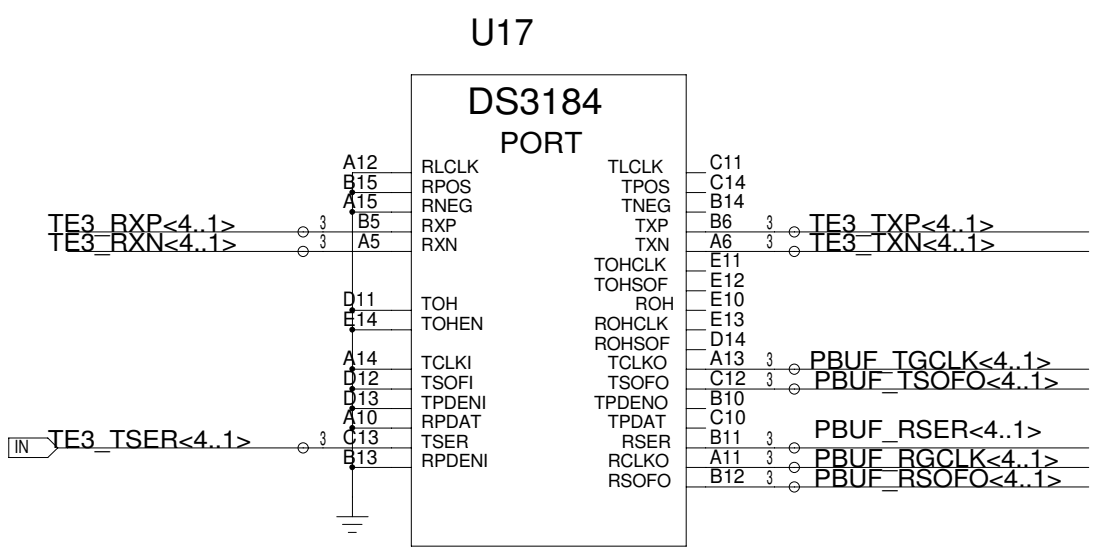 U17
DS3184
PORT
A12 RLCLK TLCLK C11
B15 RPOS TPOS C14
A15 RNEG TNEG B14
TE3_RXP<4..1> 3 B5 RXP TXP B6 3 TE3_TXP<4..1>
TE3_RXN<4..1> 3 A5 RXN TXN A6 3 TE3_TXN<4..1>
TOHCLK E11
TOHSOF E12
D11 TOH ROH E10
E14 TOHEN ROHCLK E13
ROHSOF D14
A14 TCLKI TCLKO A13 3 PBUF_TGCLK<4..1>
D12 TSOFI TSOFO C12 3 PBUF_TSOFO<4..1>
D13 TPDENI TPDENO B10
A10 RPDAT TPDAT C10
IN TE3_TSER<4..1> 3 C13 TSER RSER B11 3 PBUF_RSER<4..1>
B13 RPDENI RCLKO A11 3 PBUF_RGCLK<4..1>
RSOFO B12 3 PBUF_RSOFO<4..1>